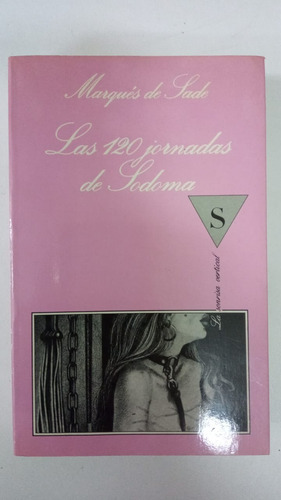 Marqués de Sade
Las 120 jornadas
de Sodoma
S
La sonrisa vertical